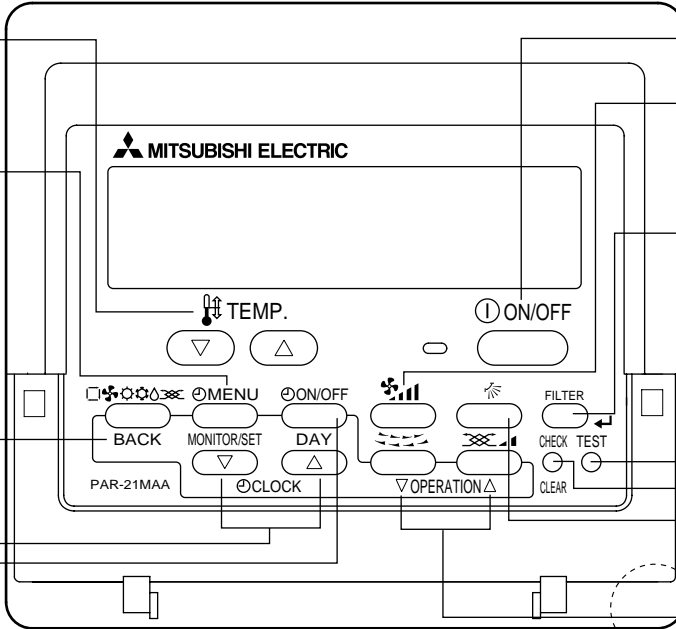 MITSUBISHI ELECTRIC
TEMP.
ON/OFF
MENU
ON/OFF
FILTER
BACK
MONITOR/SET
DAY
CHECK TEST
PAR-21MAA
CLOCK
▽OPERATION△
CLEAR